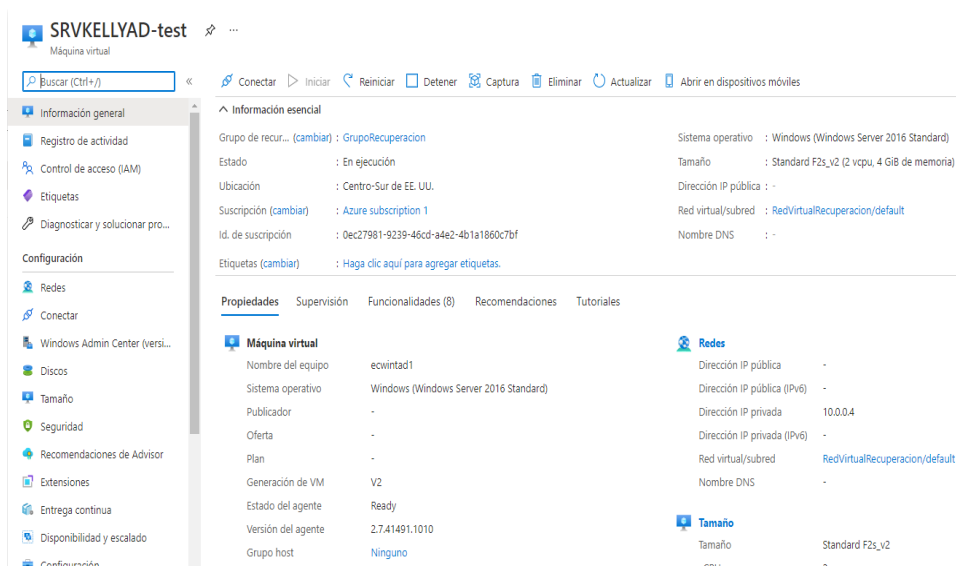 SRVKELLYAD-test ...
Máquina virtual
Buscar (Ctrl+/)
«
Información general
Registro de actividad
Control de acceso (IAM)
Etiquetas
Diagnosticar y solucionar pro...
Configuración
Redes
Conectar
Windows Admin Center (versi...
Discos
Tamaño
Seguridad
Recomendaciones de Advisor
Extensiones
Entrega continua
Disponibilidad y escalado
Configuración
Conectar Iniciar Reiniciar Detener Captura Eliminar Actualizar Abrir en dispositivos móviles
Información esencial
Grupo de recur... (cambiar) : GrupoRecuperacion
Estado : En ejecución
Ubicación : Centro-Sur de EE. UU.
Suscripción (cambiar) : Azure subscription 1
Id. de suscripción : 0ec27981-9239-46cd-a4e2-4b1a1860c7bf
Etiquetas (cambiar) : Haga clic aquí para agregar etiquetas.
Sistema operativo : Windows (Windows Server 2016 Standard)
Tamaño : Standard F2s_v2 (2 vcpu, 4 GiB de memoria)
Dirección IP pública : -
Red virtual/subred : RedVirtualRecuperacion/default
Nombre DNS : -
Propiedades Supervisión Funcionalidades (8) Recomendaciones Tutoriales
Máquina virtual
Nombre del equipo ecwintad1
Sistema operativo Windows (Windows Server 2016 Standard)
Publicador -
Oferta -
Plan -
Generación de VM V2
Estado del agente Ready
Versión del agente 2.7.41491.1010
Grupo host Ninguno
Redes
Dirección IP pública -
Dirección IP pública (IPv6) -
Dirección IP privada 10.0.0.4
Dirección IP privada (IPv6) -
Red virtual/subred RedVirtualRecuperacion/default
Nombre DNS -
Tamaño
Tamaño Standard F2s_v2